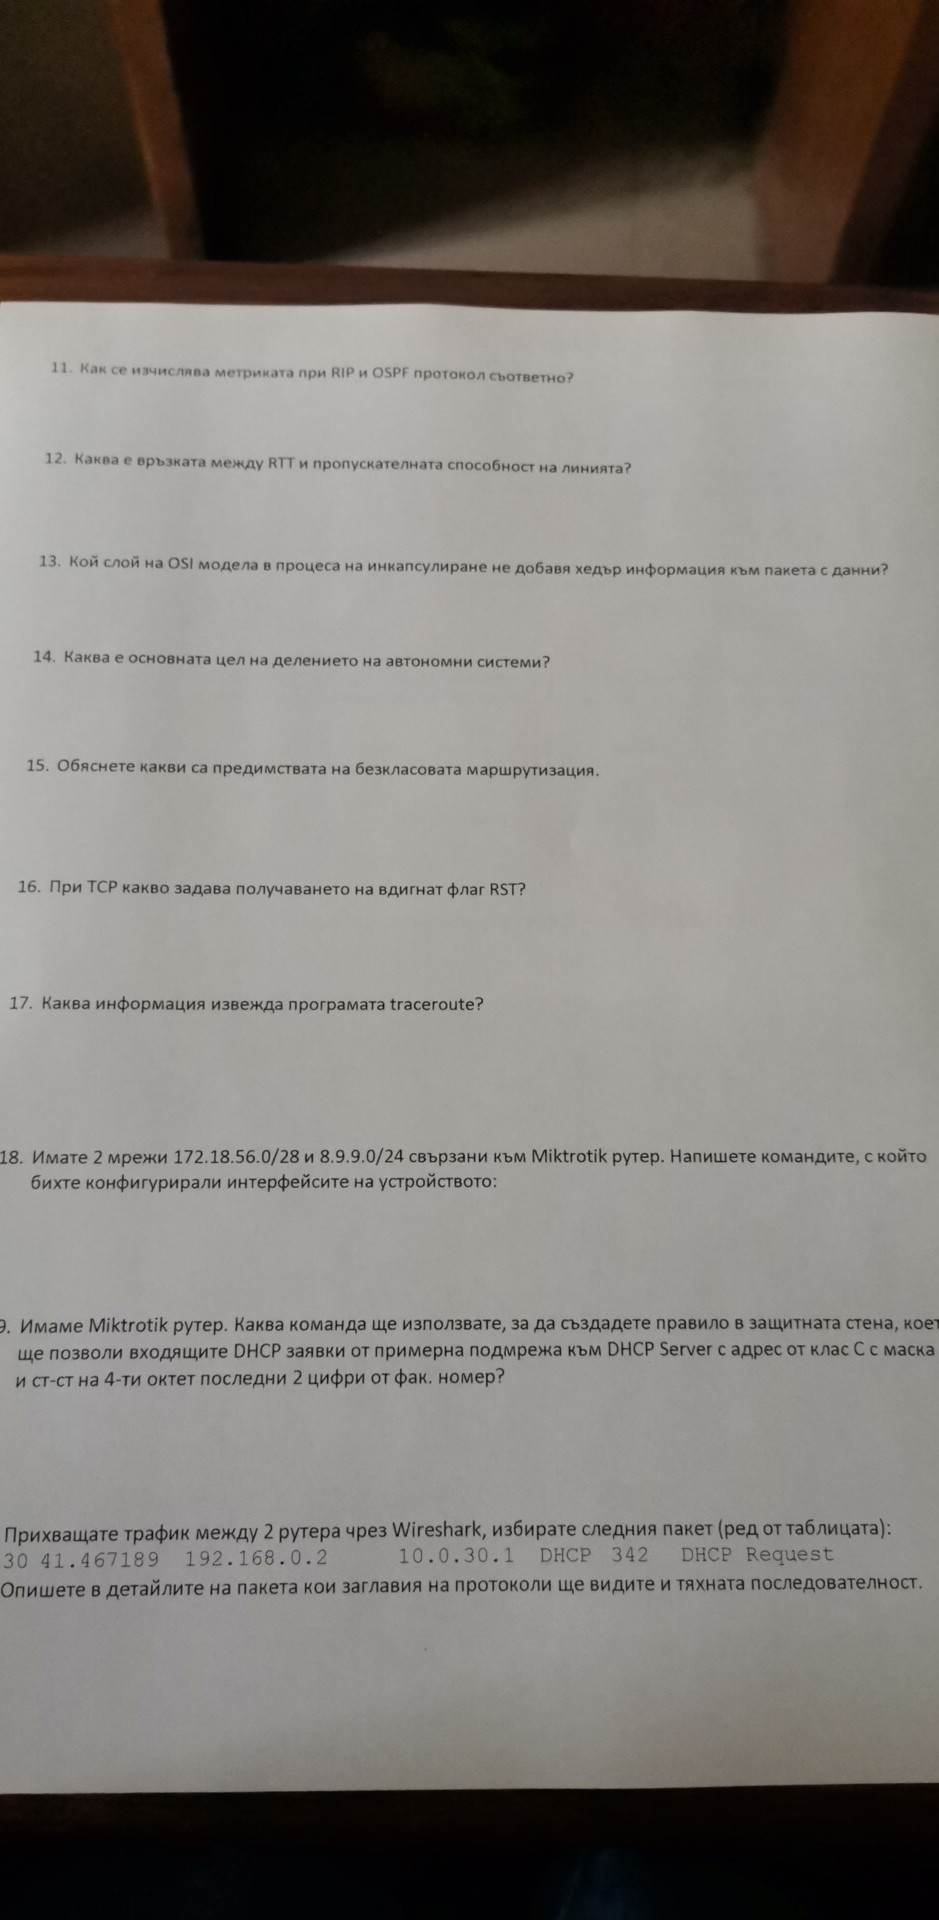 11. Как се изчислява метриката при RIP и OSPF протокол съответно?
12. Каква е връзката между RTT и пропускателната способност на линията?
13. Кой слой на OSI модела в процеса на инкапсулиране не добавя хедър информация към пакета с данни?
14. Каква е основната цел на делението на автономни системи?
15. Обяснете какви са предимствата на безкласовата маршрутизация.
16. При TCP какво задава получаването на вдигнат флаг RST?
17. Каква информация извежда програмата traceroute?
18. Имате 2 мрежи 172.18.56.0/28 и 8.9.9.0/24 свързани към Miktrotik рутер. Напишете командите, с който
бихте конфигурирали интерфейсите на устройството:
9. Имаме Miktrotik рутер. Каква команда ще използвате, за да създадете правило в защитната стена, коет
ще позволи входящите DHCP заявки от примерна подмрежа към DHCP Server с адрес от клас C с маска
и ст-ст на 4-ти октет последни 2 цифри от фак. номер?
Прихващате трафик между 2 рутера чрез Wireshark, избирате следния пакет (ред от таблицата):
30 41.467189 192.168.0.2 10.0.30.1 DHCP 342 DHCP Request
Опишете в детайлите на пакета кои заглавия на протоколи ще видите и тяхната последователност.